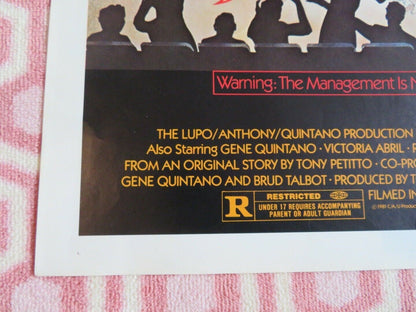 Warning: The Management Is
THE LUPO/ANTHONY/QUINTANO PRODUCTION
Also Starring GENE QUINTANO · VICTORIA ABRIL ·
FROM AN ORIGINAL STORY BY TONY PETITTO · CO-PRO
GENE QUINTANO AND BRUD TALBOT · PRODUCED BY T
R RESTRICTED
UNDER 17 REQUIRES ACCOMPANYING
PARENT OR ADULT GUARDIAN
FILMED IN